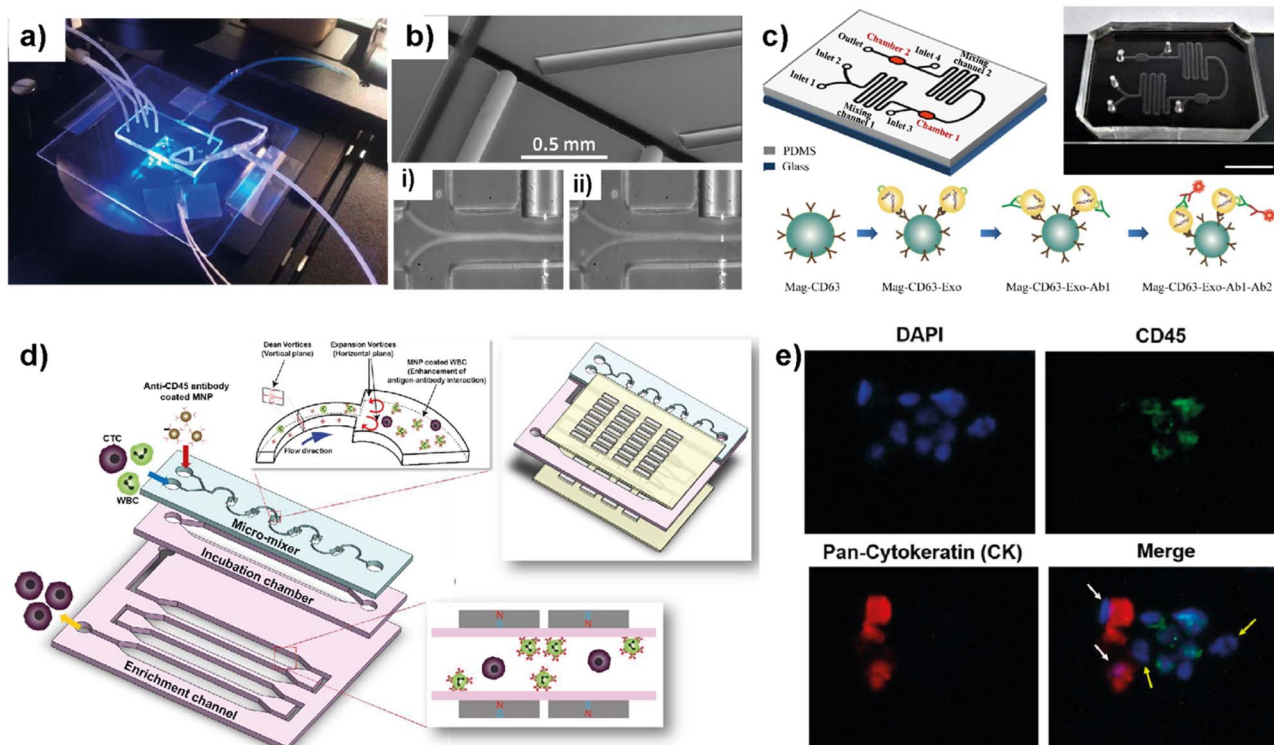 a)
b)
0.5 mm
i)
ii)
c)
Outlet
Chamber 2
Inlet 4
Mixing
channel 2
Inlet 2
Inlet 1
Mixing
channel 1
Inlet 3
Chamber 1
PDMS
Glass
Mag-CD63
Mag-CD63-Exo
Mag-CD63-Exo-Ab1
Mag-CD63-Exo-Ab1-Ab2
d)
Dean Vortices
(Vertical plane)
Expansion Vortices
(Horizontal plane)
MNP coated WBC
(Enhancement of
antigen-antibody interaction)
Flow direction
Anti-CD45 antibody
coated MNP
CTC
WBC
Micro-mixer
Incubation chamber
Enrichment channel
N
N
N
N
e)
DAPI
CD45
Pan-Cytokeratin (CK)
Merge